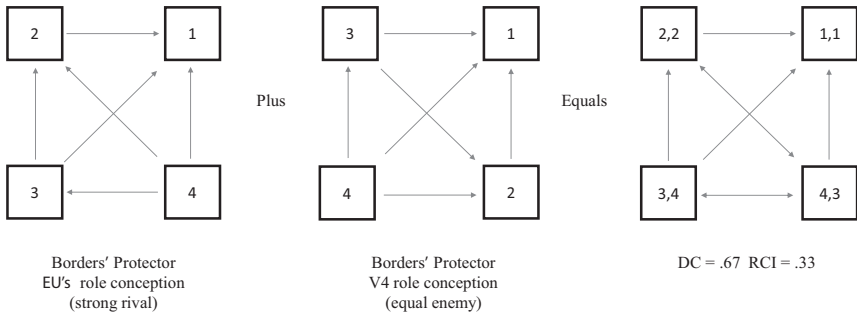 2 1 3 1 2,2 1,1
Plus Equals
3 4 4 2 3,4 4,3
Borders' Protector
EU's role conception
(strong rival)
Borders' Protector
V4 role conception
(equal enemy)
DC = .67 RCI = .33